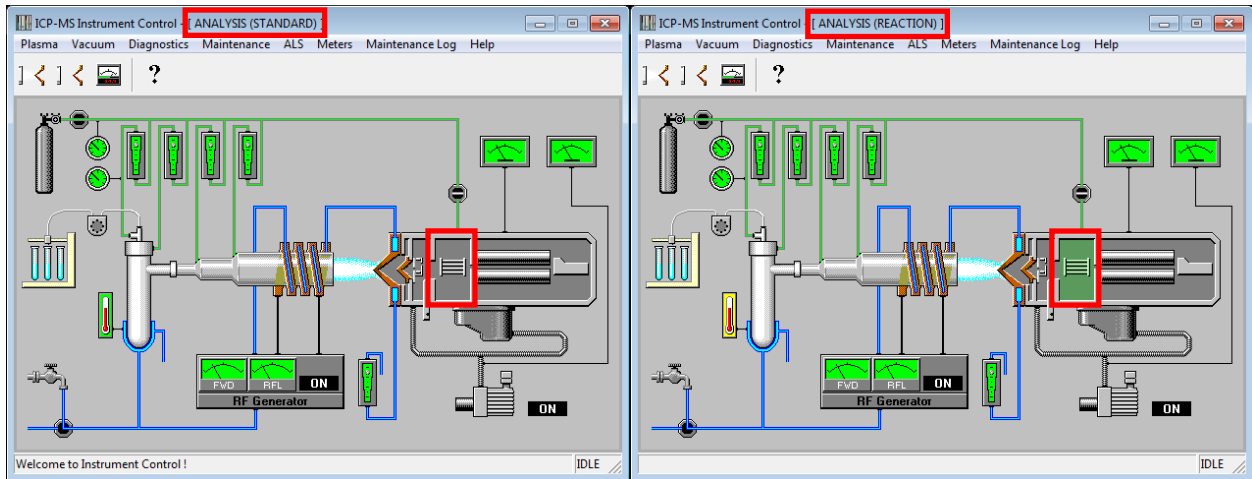 ICP-MS Instrument Control - [ ANALYSIS (STANDARD) ]
Plasma Vacuum Diagnostics Maintenance ALS Meters Maintenance Log Help
?
FWD RFL ON
RF Generator
ON
Welcome to Instrument Control !
IDLE
ICP-MS Instrument Control - [ ANALYSIS (REACTION) ]
Plasma Vacuum Diagnostics Maintenance ALS Meters Maintenance Log Help
?
FWD RFL ON
RF Generator
ON
IDLE